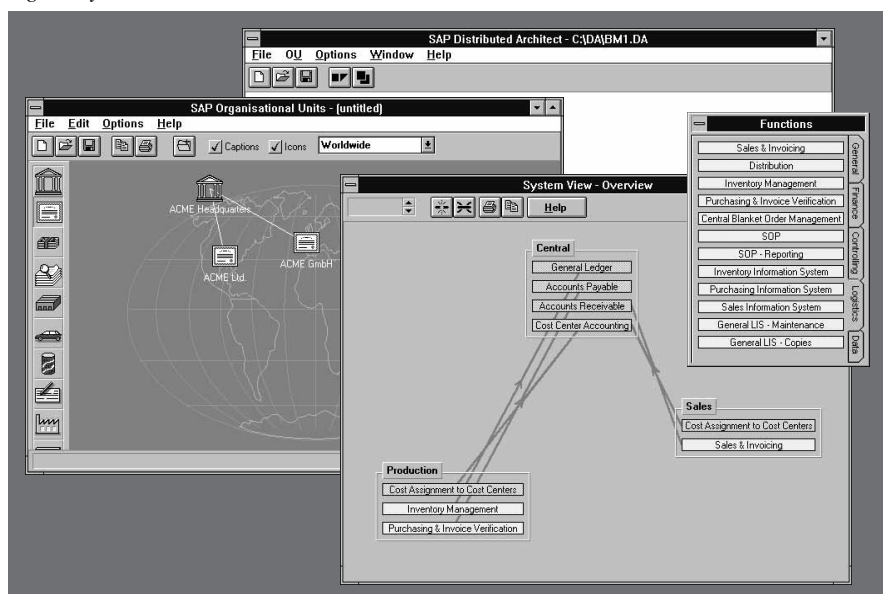 SAP Distributed Architect - C:\DA\BM1.DA
File OU Options Window Help
SAP Organisational Units - (untitled)
File Edit Options Help
Captions Icons Worldwide
ACME Headquarters
ACME Ltd.
ACME GmbH
System View - Overview
Help
Central
General Ledger
Accounts Payable
Accounts Receivable
Cost Center Accounting
Sales
Cost Assignment to Cost Centers
Sales & Invoicing
Production
Cost Assignment to Cost Centers
Inventory Management
Purchasing & Invoice Verification
Functions
Sales & Invoicing
Distribution
Inventory Management
Purchasing & Invoice Verification
Central Blanket Order Management
SOP
SOP - Reporting
Inventory Information System
Purchasing Information System
Sales Information System
General LIS - Maintenance
General LIS - Copies
General
Finance
Controlling
Logistics
Data